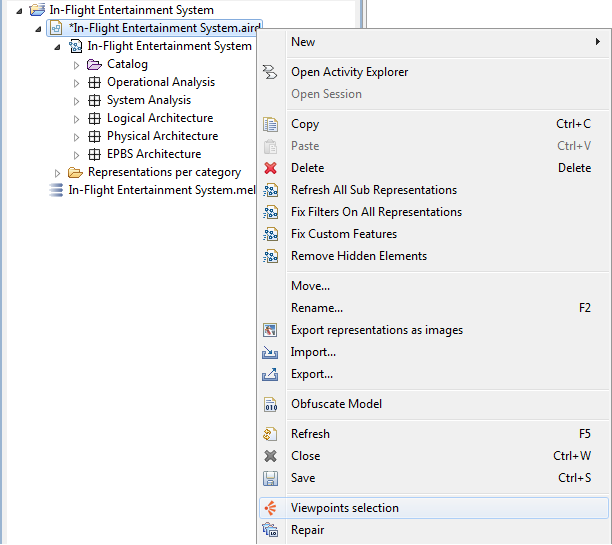 In-Flight Entertainment System
*In-Flight Entertainment System.aird
In-Flight Entertainment System
Catalog
Operational Analysis
System Analysis
Logical Architecture
Physical Architecture
EPBS Architecture
Representations per category
In-Flight Entertainment System.mel
New
Open Activity Explorer
Open Session
Copy Ctrl+C
Paste Ctrl+V
Delete Delete
Refresh All Sub Representations
Fix Filters On All Representations
Fix Custom Features
Remove Hidden Elements
Move...
Rename... F2
Export representations as images
Import...
Export...
010
Obfuscate Model
Refresh F5
Close Ctrl+W
Save Ctrl+S
Viewpoints selection
Repair